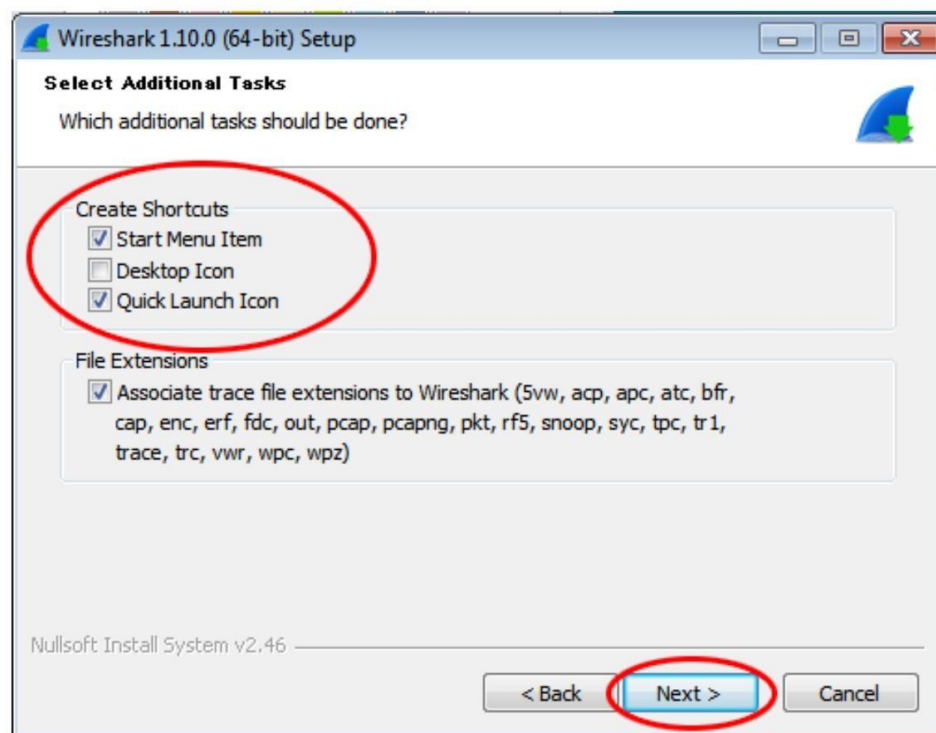 Wireshark 1.10.0 (64-bit) Setup
Select Additional Tasks
Which additional tasks should be done?
Create Shortcuts
Start Menu Item
Desktop Icon
Quick Launch Icon
File Extensions
Associate trace file extensions to Wireshark (5vw, acp, apc, atc, bfr,
cap, enc, erf, fdc, out, pcap, pcapng, pkt, rf5, snoop, syc, tpc, tr1,
trace, trc, vwr, wpc, wpz)
Nullsoft Install System v2.46
< Back Next > Cancel